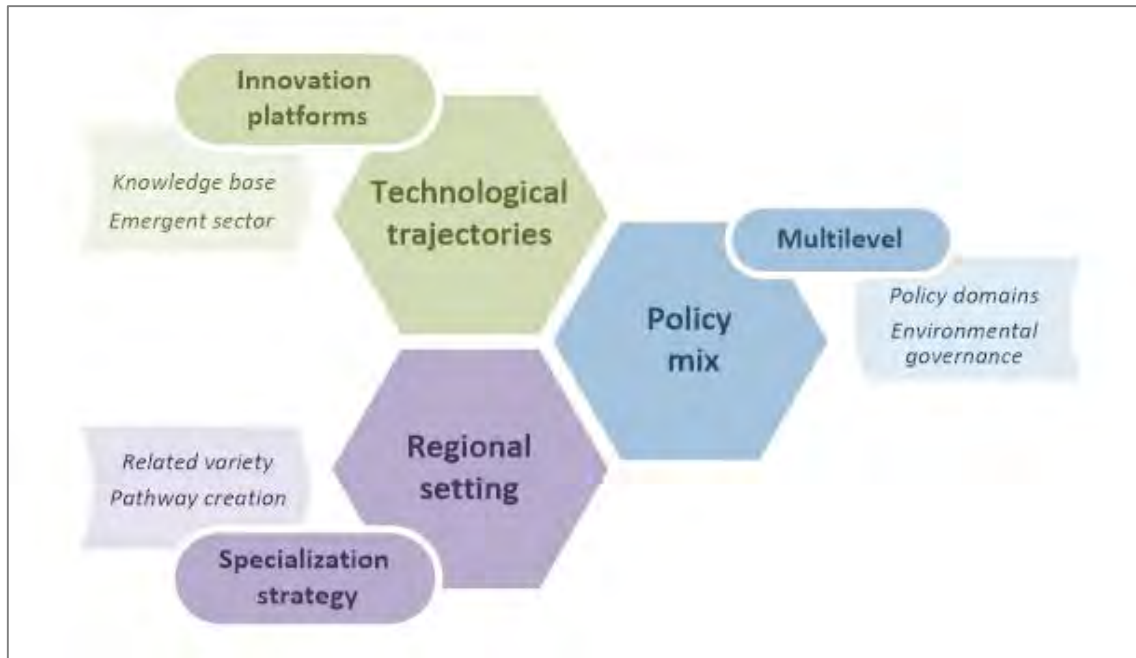 Innovation
platforms
Knowledge base
Emergent sector
Technological
trajectories
Multilevel
Policy domains
Environmental
governance
Policy
mix
Regional
setting
Related variety
Pathway creation
Specialization
strategy